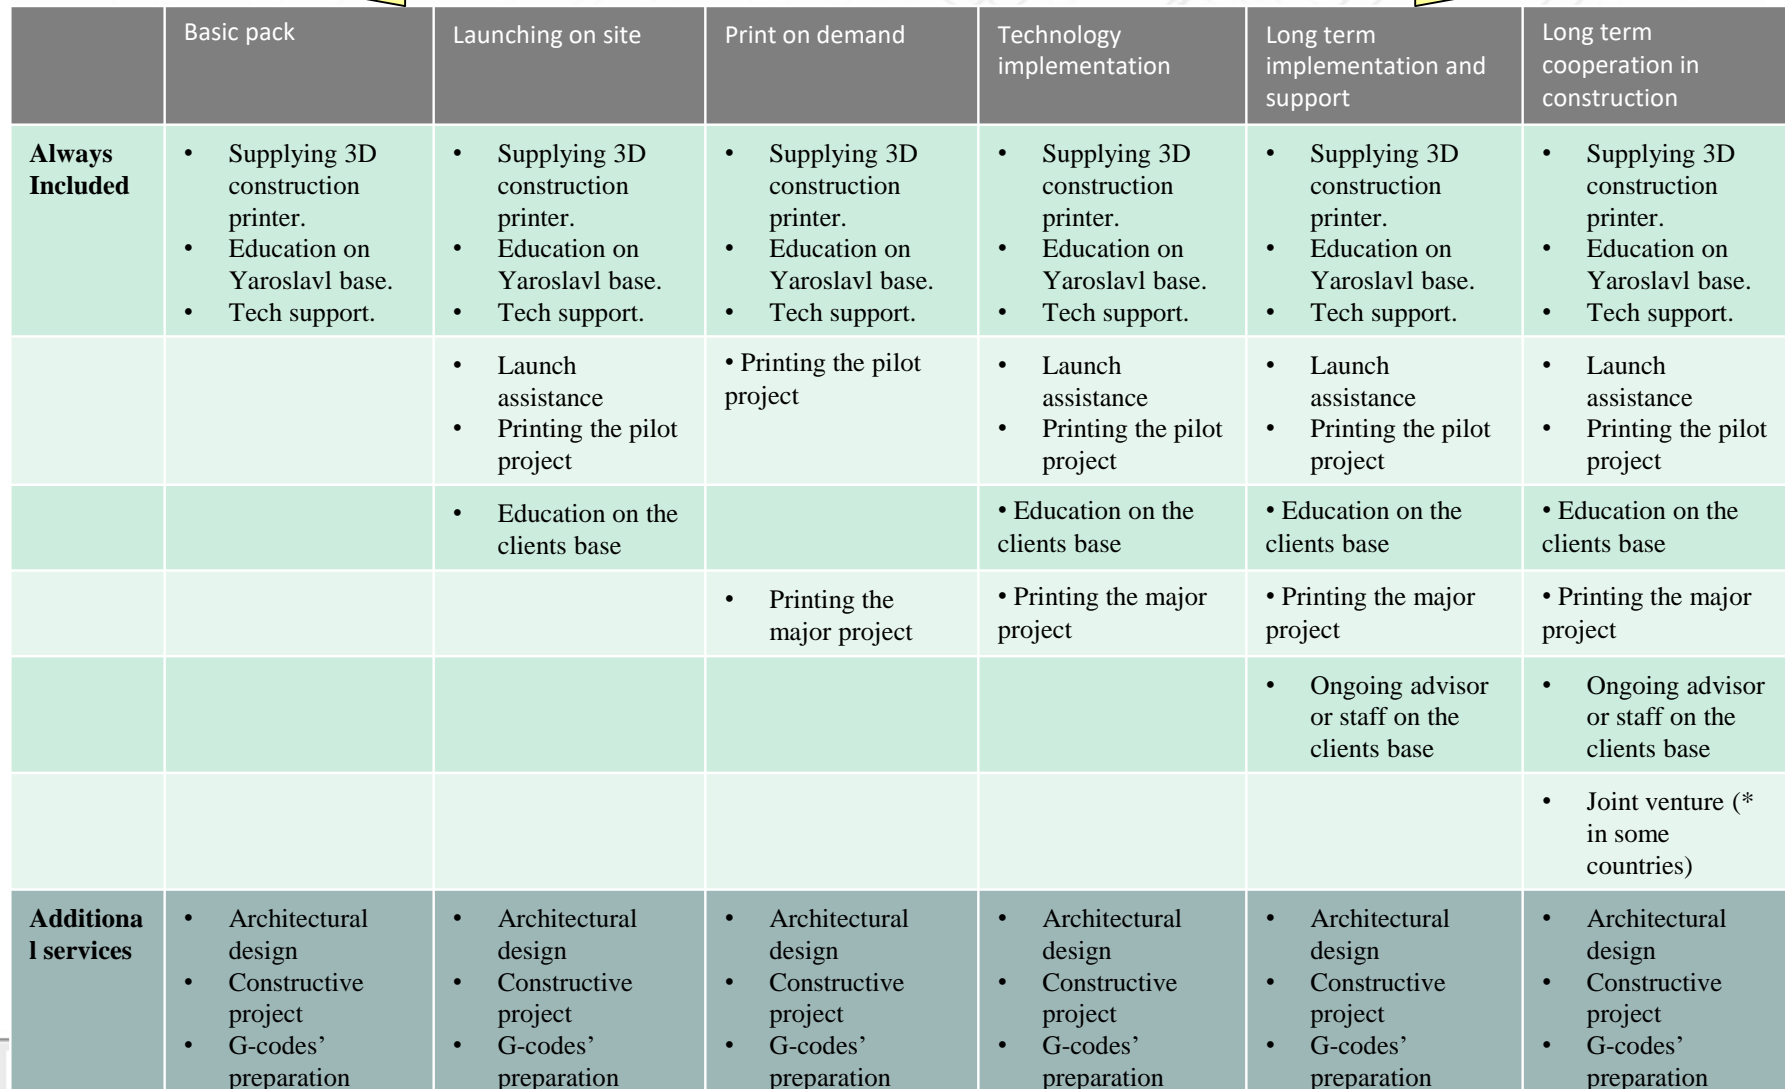 Basic pack
Launching on site
Print on demand
Technology
implementation
Long term
implementation and
support
Long term
cooperation in
construction
Always
Included
• Supplying 3D
construction
printer.
• Education on
Yaroslavl base.
• Tech support.
• Supplying 3D
construction
printer.
• Education on
Yaroslavl base.
• Tech support.
• Supplying 3D
construction
printer.
• Education on
Yaroslavl base.
• Tech support.
• Supplying 3D
construction
printer.
• Education on
Yaroslavl base.
• Tech support.
• Supplying 3D
construction
printer.
• Education on
Yaroslavl base.
• Tech support.
• Supplying 3D
construction
printer.
• Education on
Yaroslavl base.
• Tech support.
• Launch
assistance
• Printing the pilot
project
• Printing the pilot
project
• Launch
assistance
• Printing the pilot
project
• Launch
assistance
• Printing the pilot
project
• Launch
assistance
• Printing the pilot
project
• Education on the
clients base
• Education on the
clients base
• Education on the
clients base
• Education on the
clients base
• Printing the
major project
• Printing the major
project
• Printing the major
project
• Printing the major
project
• Ongoing advisor
or staff on the
clients base
• Ongoing advisor
or staff on the
clients base
• Joint venture (*
in some
countries)
Additiona
l services
• Architectural
design
• Constructive
project
• G-codes’
preparation
• Architectural
design
• Constructive
project
• G-codes’
preparation
• Architectural
design
• Constructive
project
• G-codes’
preparation
• Architectural
design
• Constructive
project
• G-codes’
preparation
• Architectural
design
• Constructive
project
• G-codes’
preparation
• Architectural
design
• Constructive
project
• G-codes’
preparation